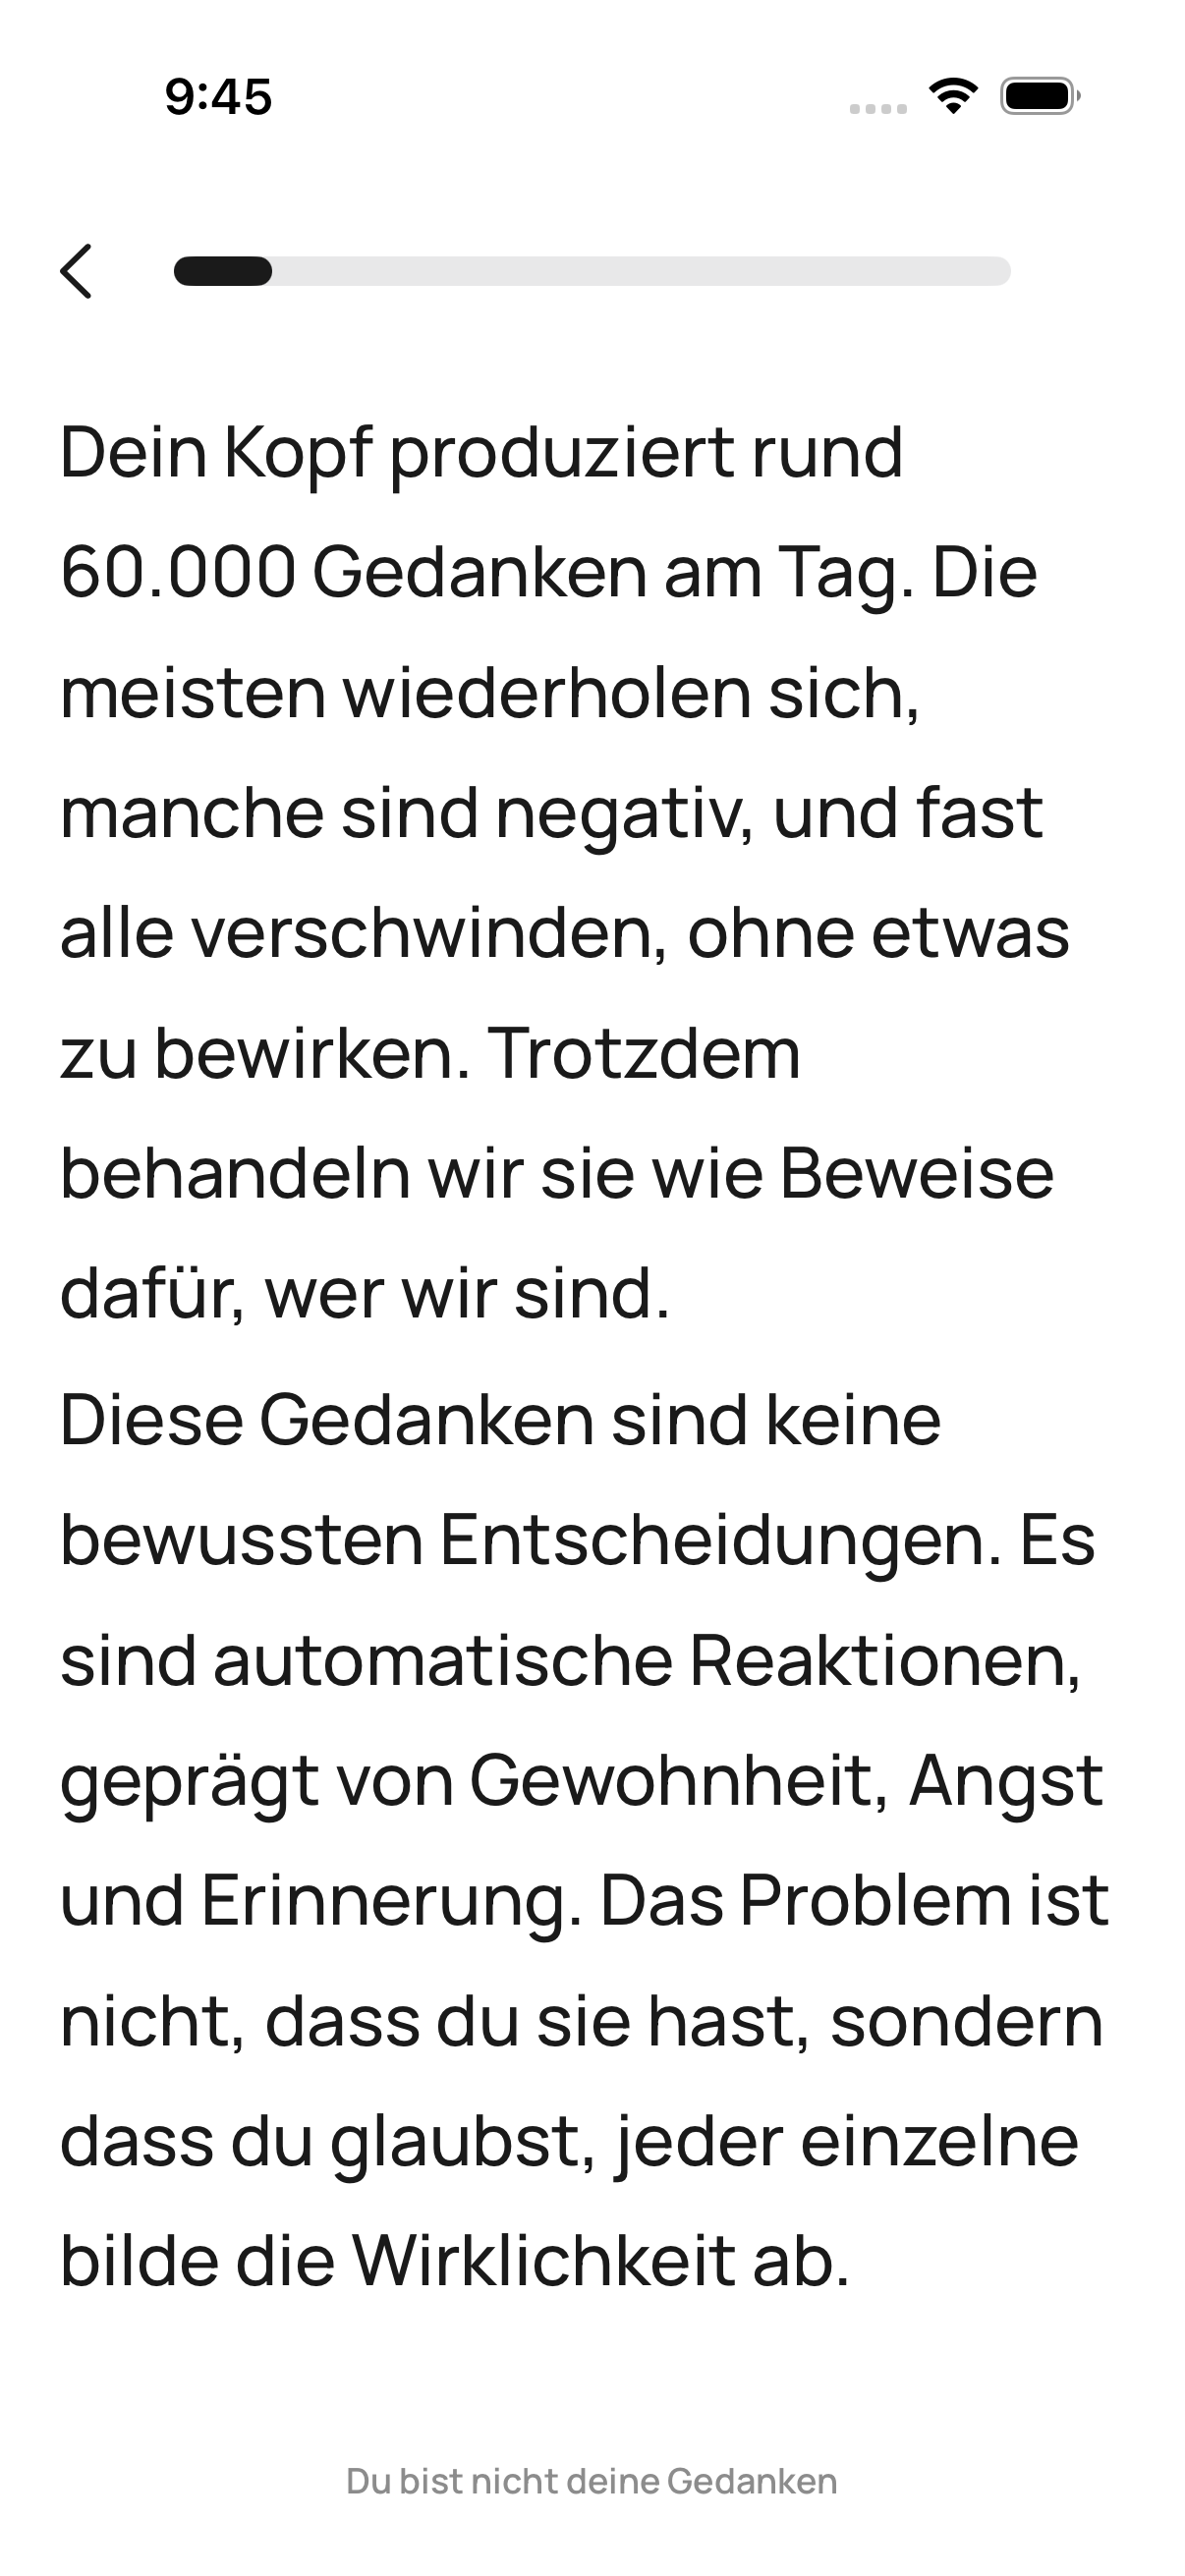 9:45
Dein Kopf produziert rund
60.000 Gedanken am Tag. Die
meisten wiederholen sich,
manche sind negativ, und fast
alle verschwinden, ohne etwas
zu bewirken. Trotzdem
behandeln wir sie wie Beweise
dafür, wer wir sind.
Diese Gedanken sind keine
bewussten Entscheidungen. Es
sind automatische Reaktionen,
geprägt von Gewohnheit, Angst
und Erinnerung. Das Problem ist
nicht, dass du sie hast, sondern
dass du glaubst, jeder einzelne
bilde die Wirklichkeit ab.
Du bist nicht deine Gedanken